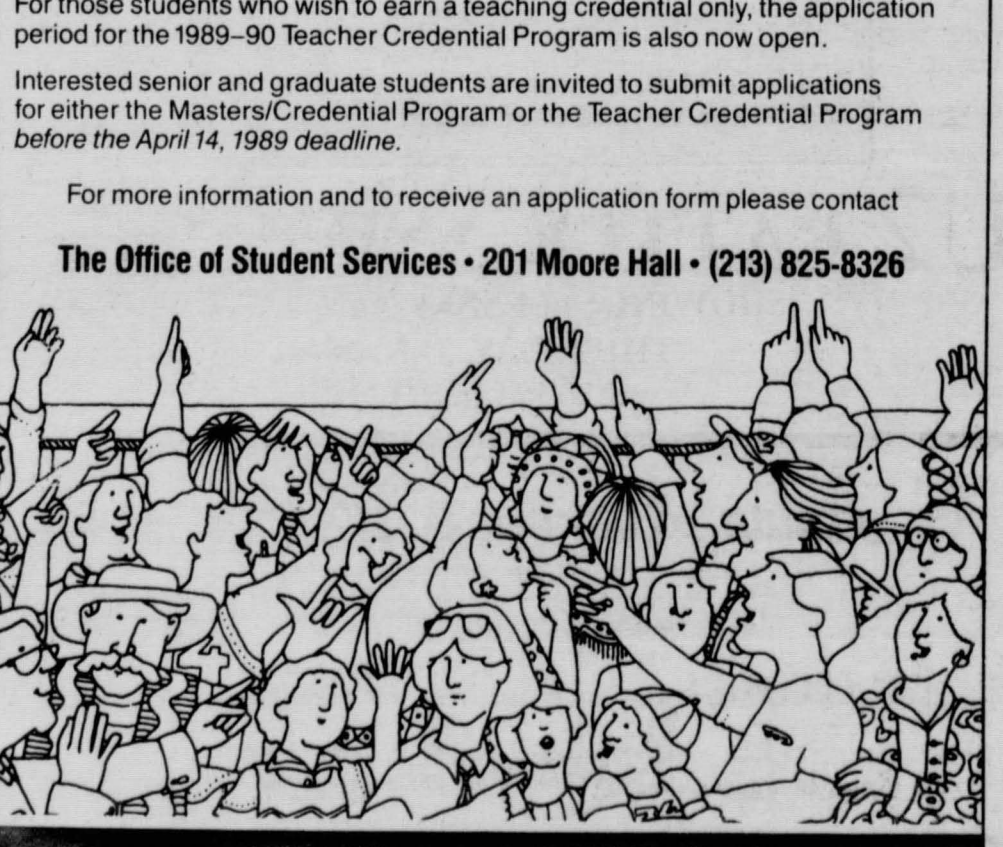 For those students who wish to earn a teaching credential only, the application
period for the 1989–90 Teacher Credential Program is also now open.
Interested senior and graduate students are invited to submit applications
for either the Masters/Credential Program or the Teacher Credential Program
before the April 14, 1989 deadline.
For more information and to receive an application form please contact
The Office of Student Services • 201 Moore Hall • (213) 825-8326